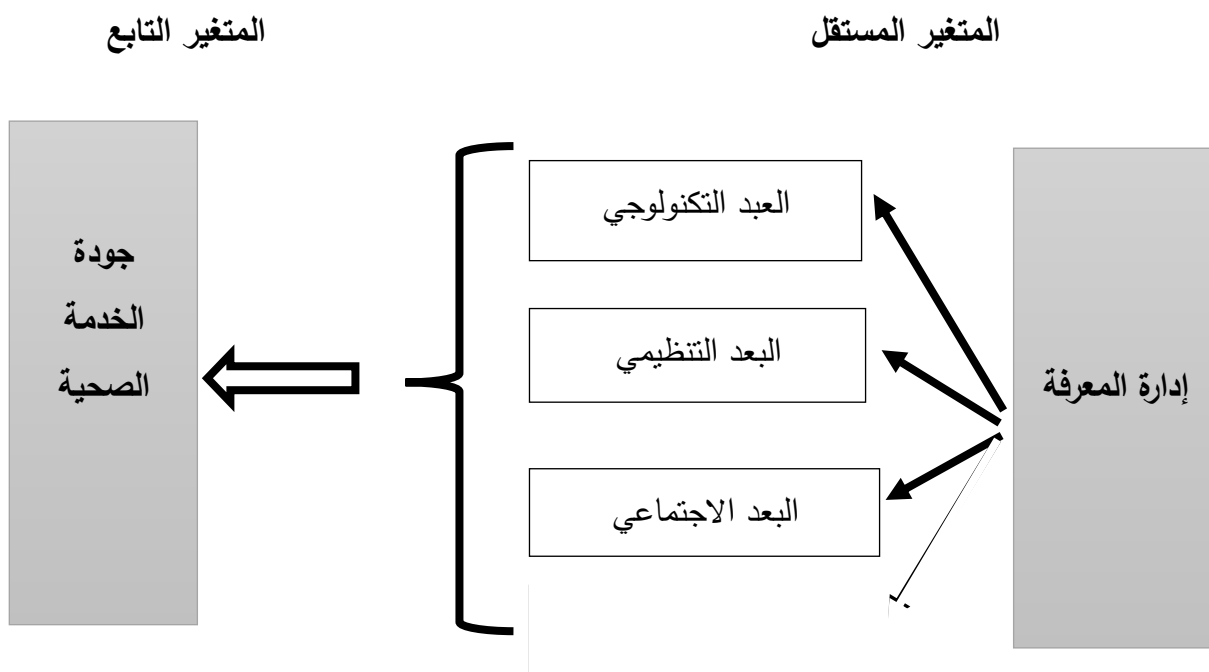 المتغير المستقل
المتغير التابع
إدارة المعرفة
العبد التكنولوجي
البعد التنظيمي
البعد الاجتماعي
جودة
الخدمة
الصحية